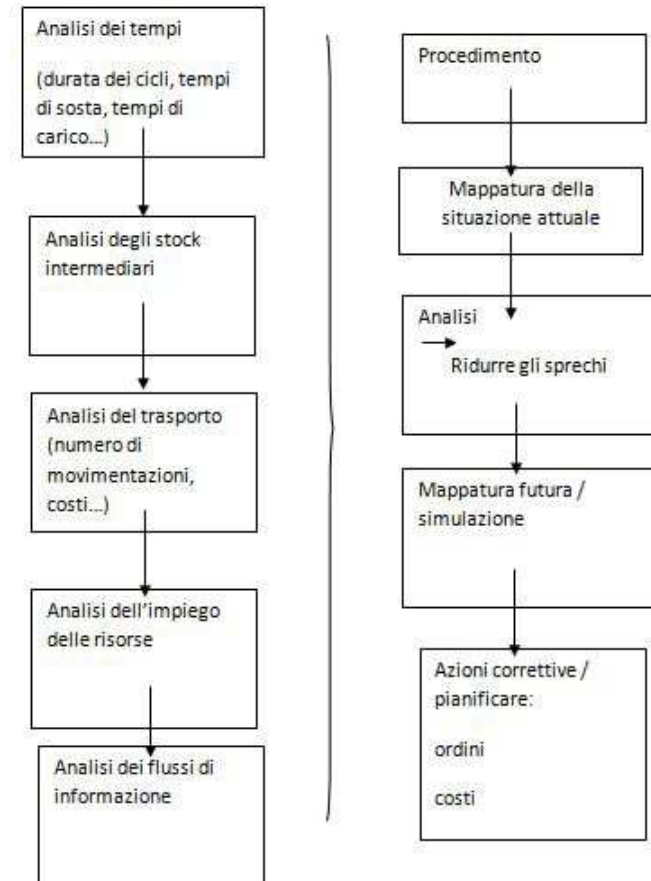 Analisi dei tempi
(durata dei cicli, tempi
di sosta, tempi di
carico...)
Analisi degli stock
intermediari
Analisi del trasporto
(numero di
movimentazioni,
costi...)
Analisi dell'impiego
delle risorse
Analisi dei flussi di
informazione
Procedimento
Mappatura della
situazione attuale
Analisi
Ridurre gli sprechi
Mappatura futura /
simulazione
Azioni correttive /
pianificare:
ordini
costi